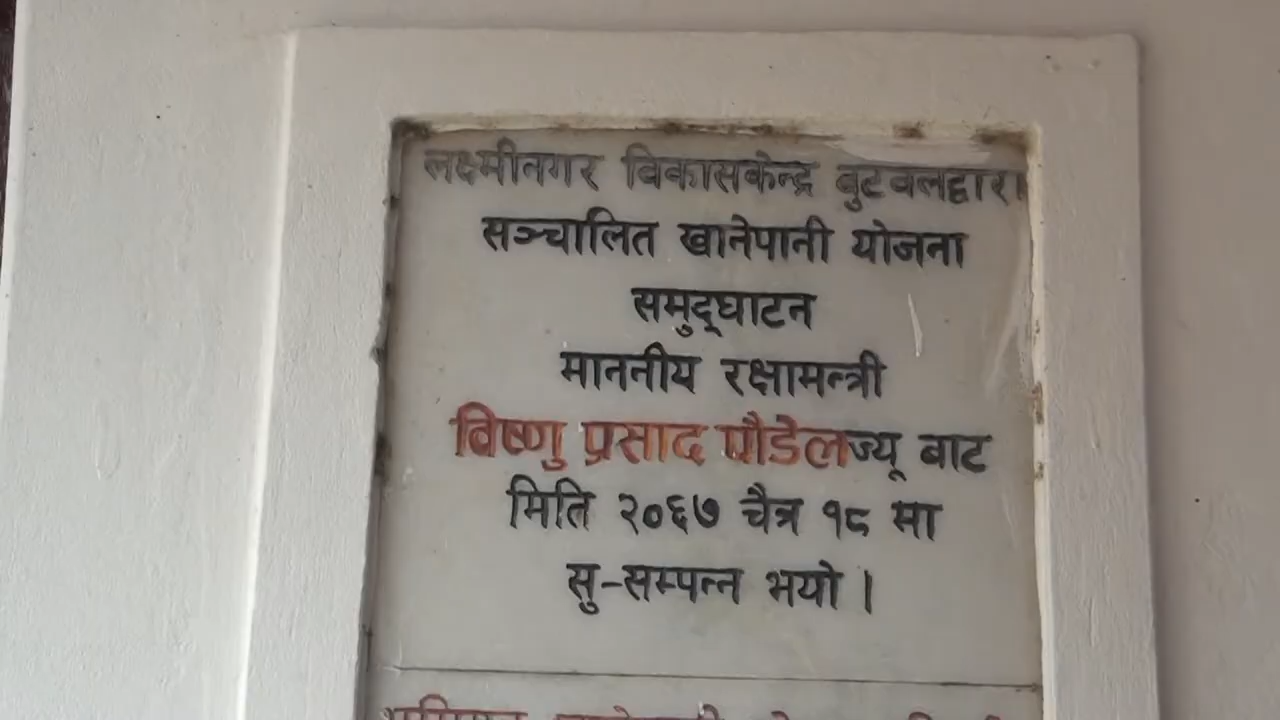 लक्ष्मीनगर विकासकेन्द्र बुटवलद्वारा
सञ्चालित खानेपानी योजना
समुद्घाटन
माननीय रक्षामन्त्री
विष्णु प्रसाद पौडेलज्यू बाट
मिति २०६७ चैत्र १८ मा
सु-सम्पन्न भयो ।